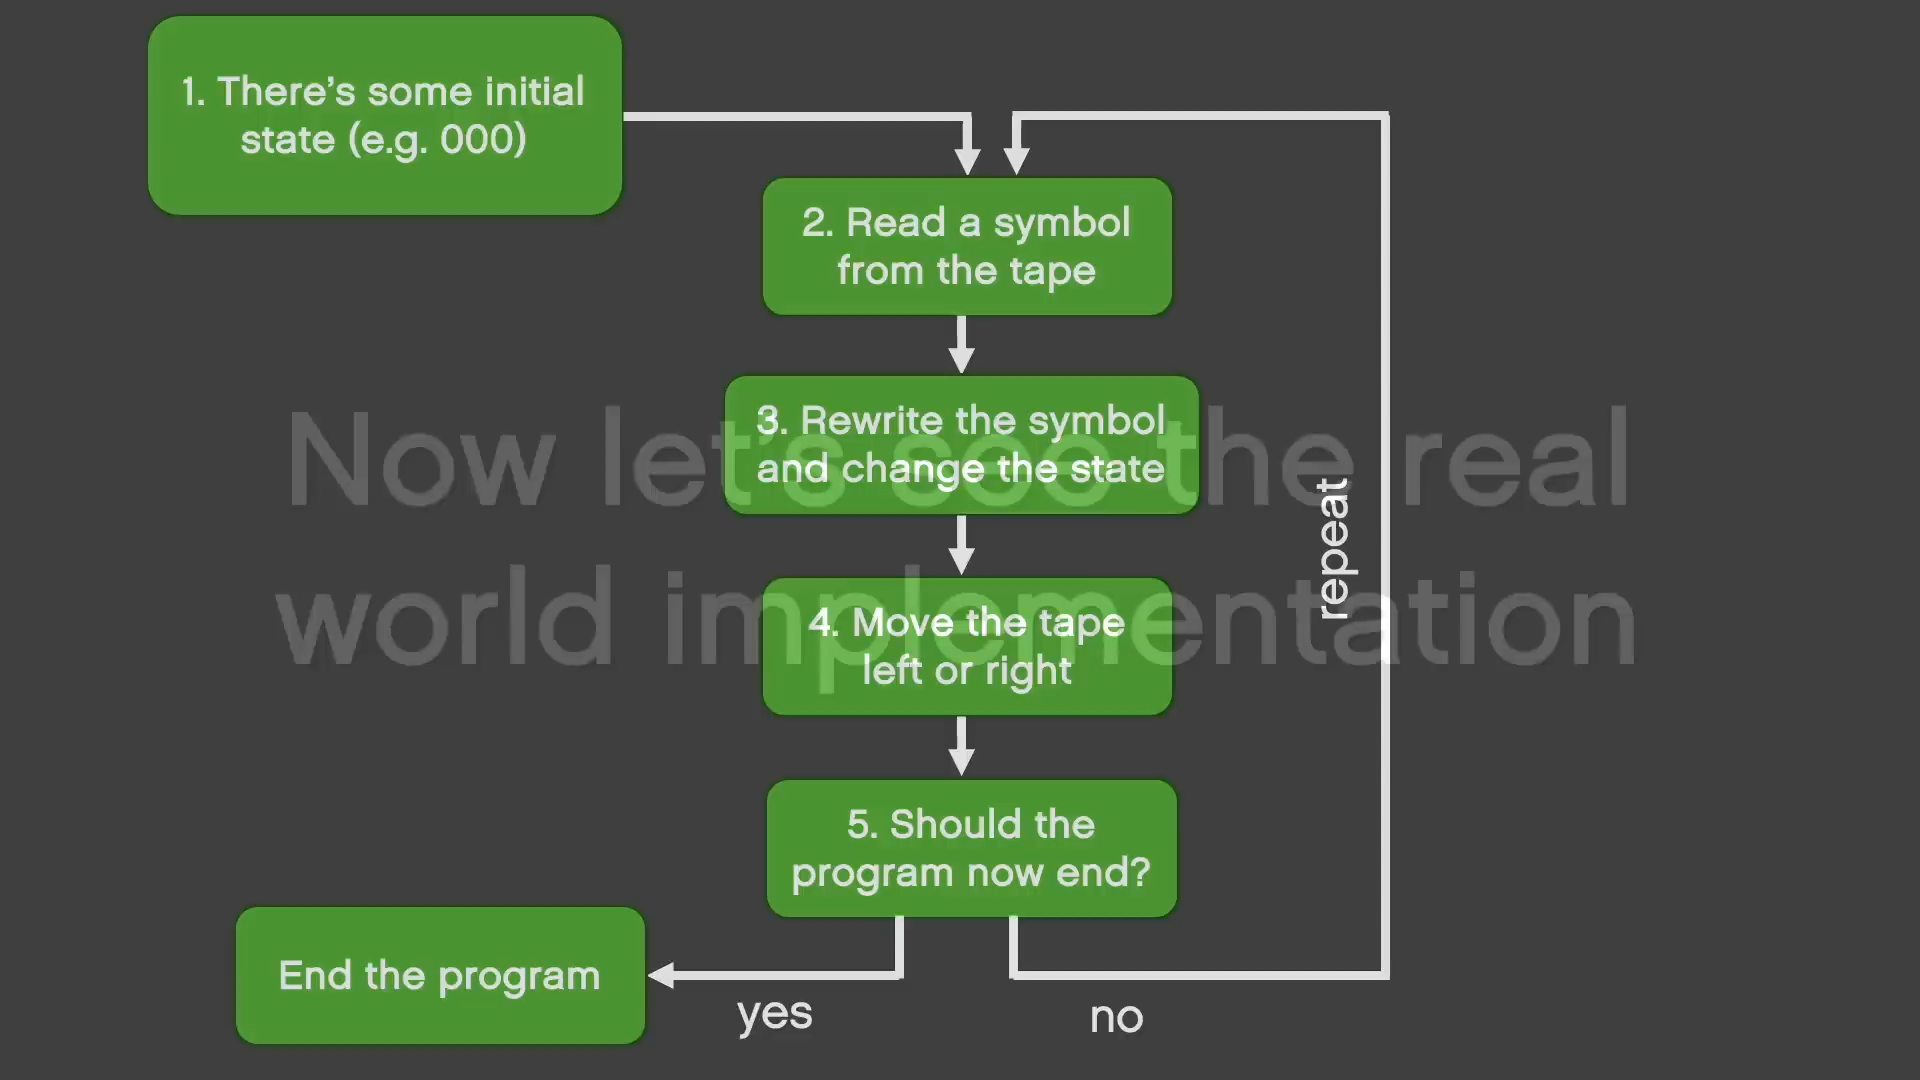 1. There's some initial
state (e.g. 000)
2. Read a symbol
from the tape
3. Rewrite the symbol
and change the state
4. Move the tape
left or right
5. Should the
program now end?
repeat
End the program
yes
no
Now let's see the real
world implementation